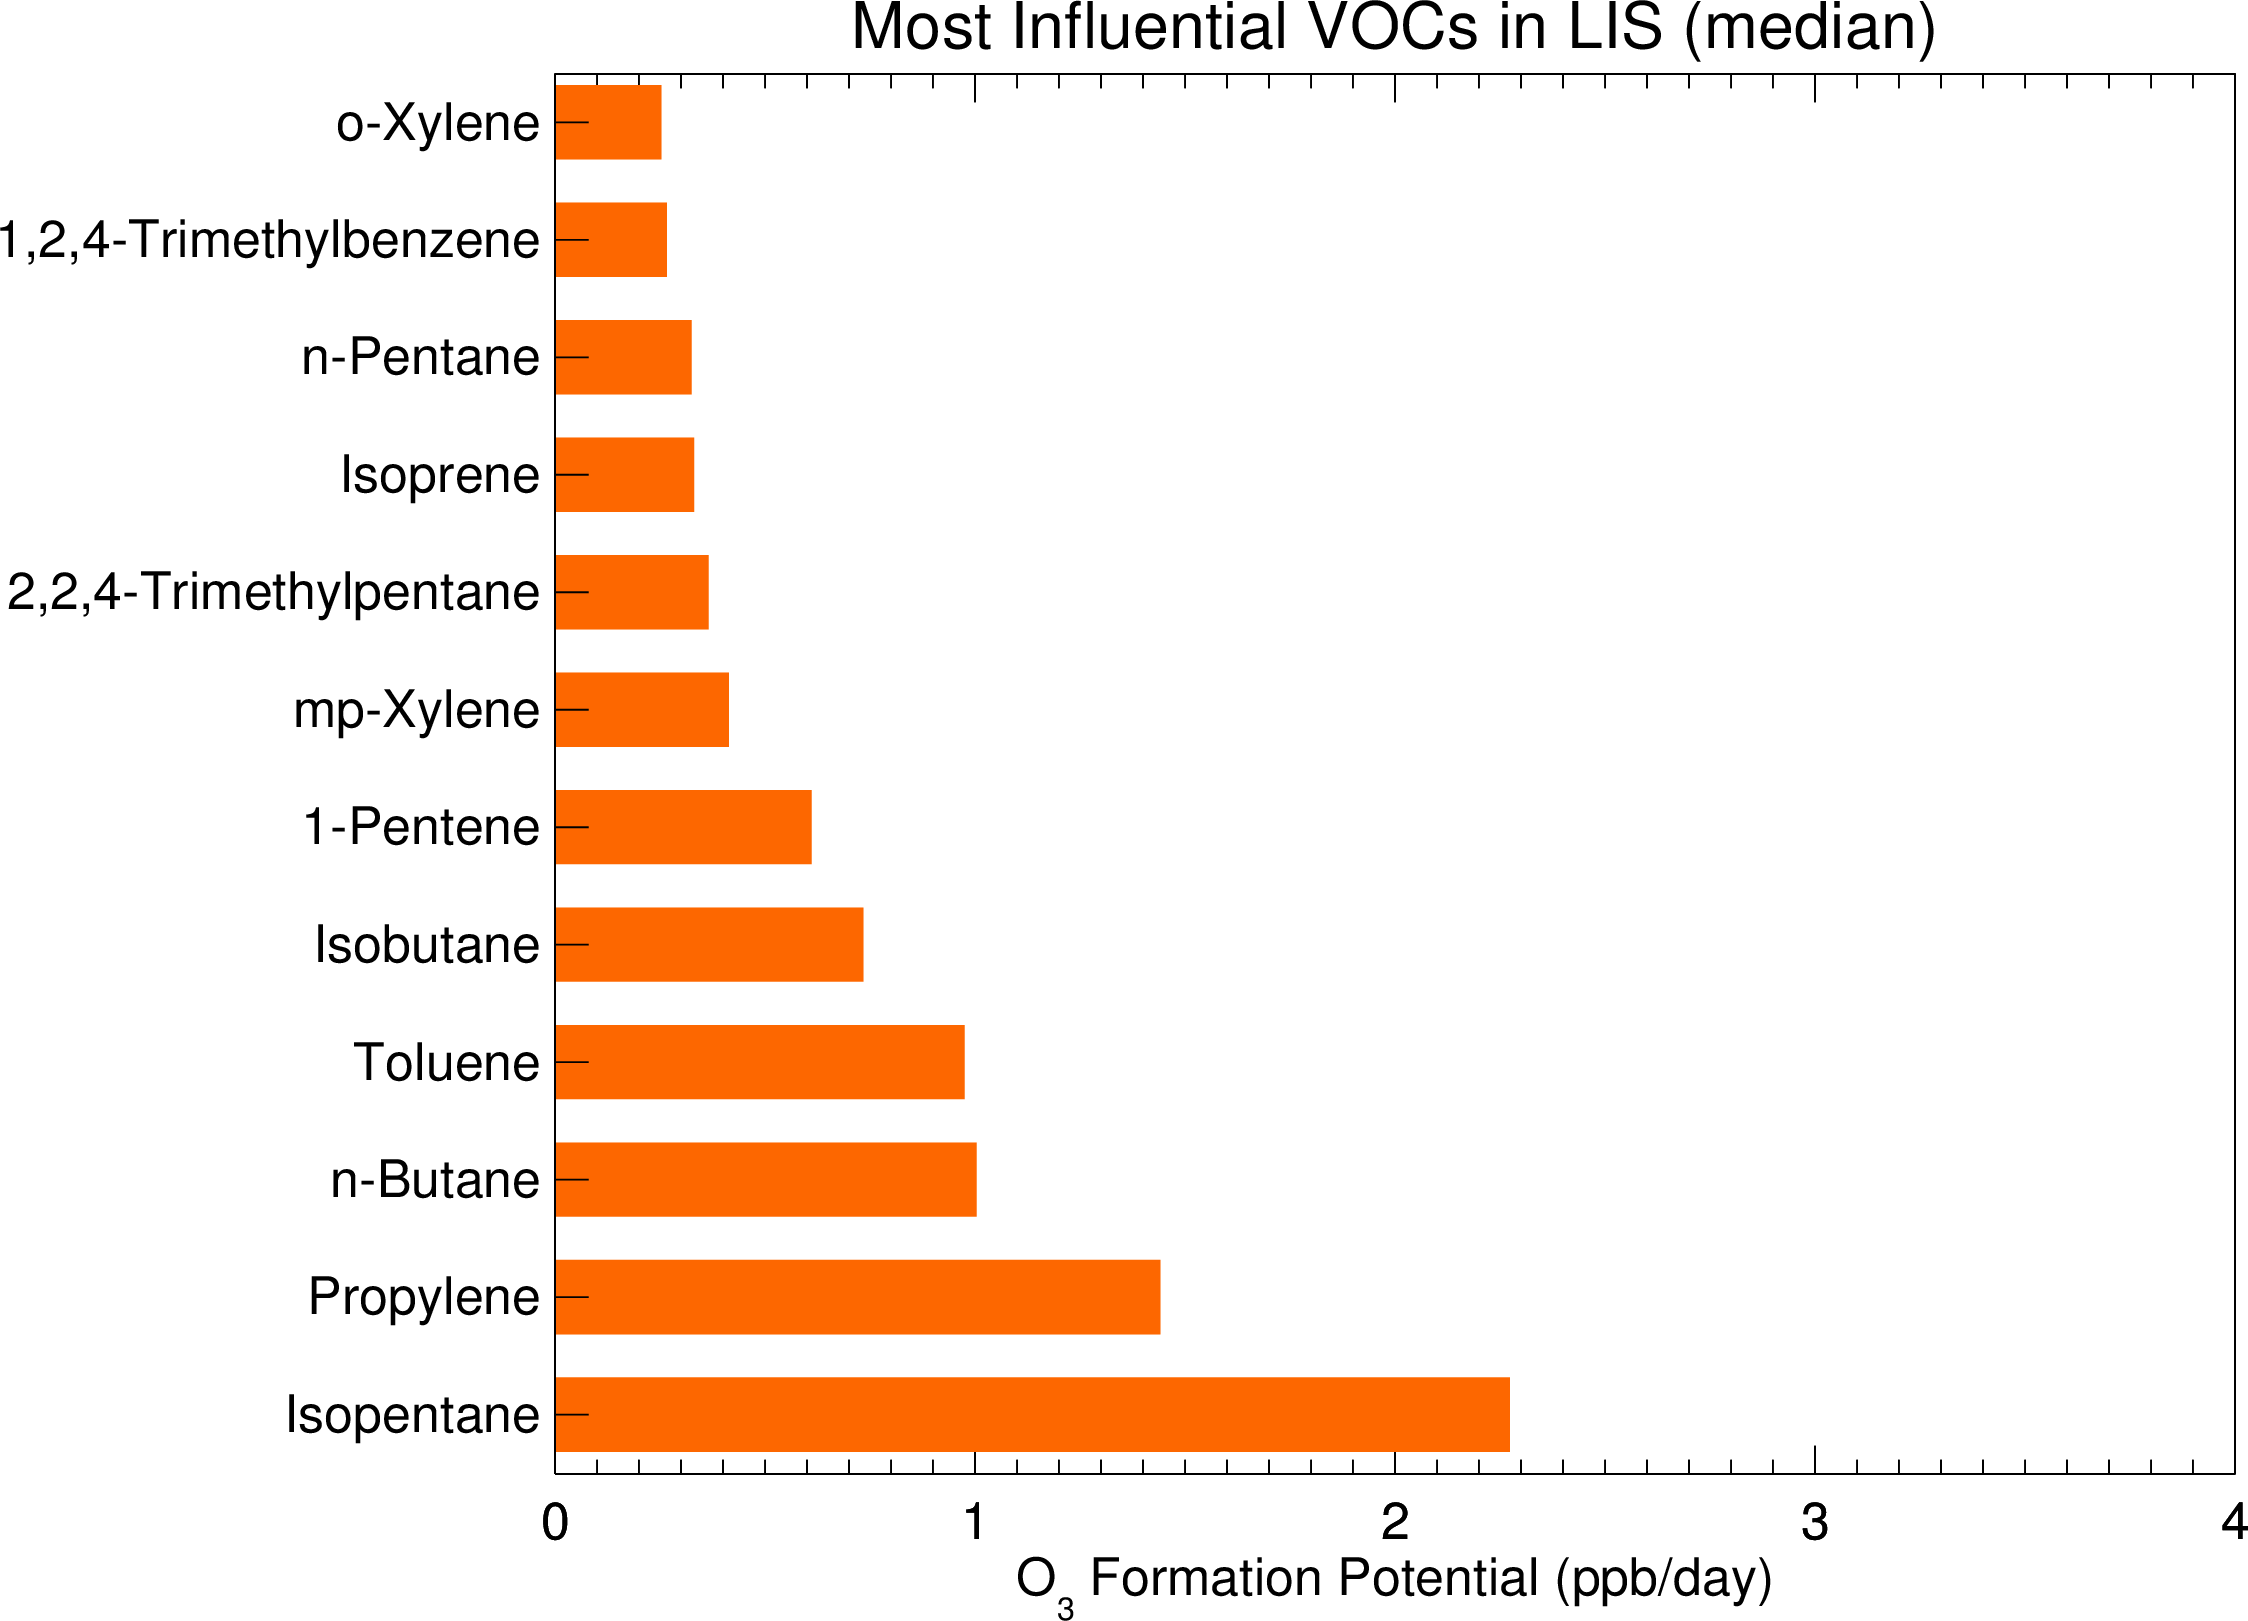 Most Influential VOCs in LIS (median)
o-Xylene
1,2,4-Trimethylbenzene
n-Pentane
Isoprene
2,2,4-Trimethylpentane
mp-Xylene
1-Pentene
Isobutane
Toluene
n-Butane
Propylene
Isopentane
0 1 2 3 4
O₃ Formation Potential (ppb/day)